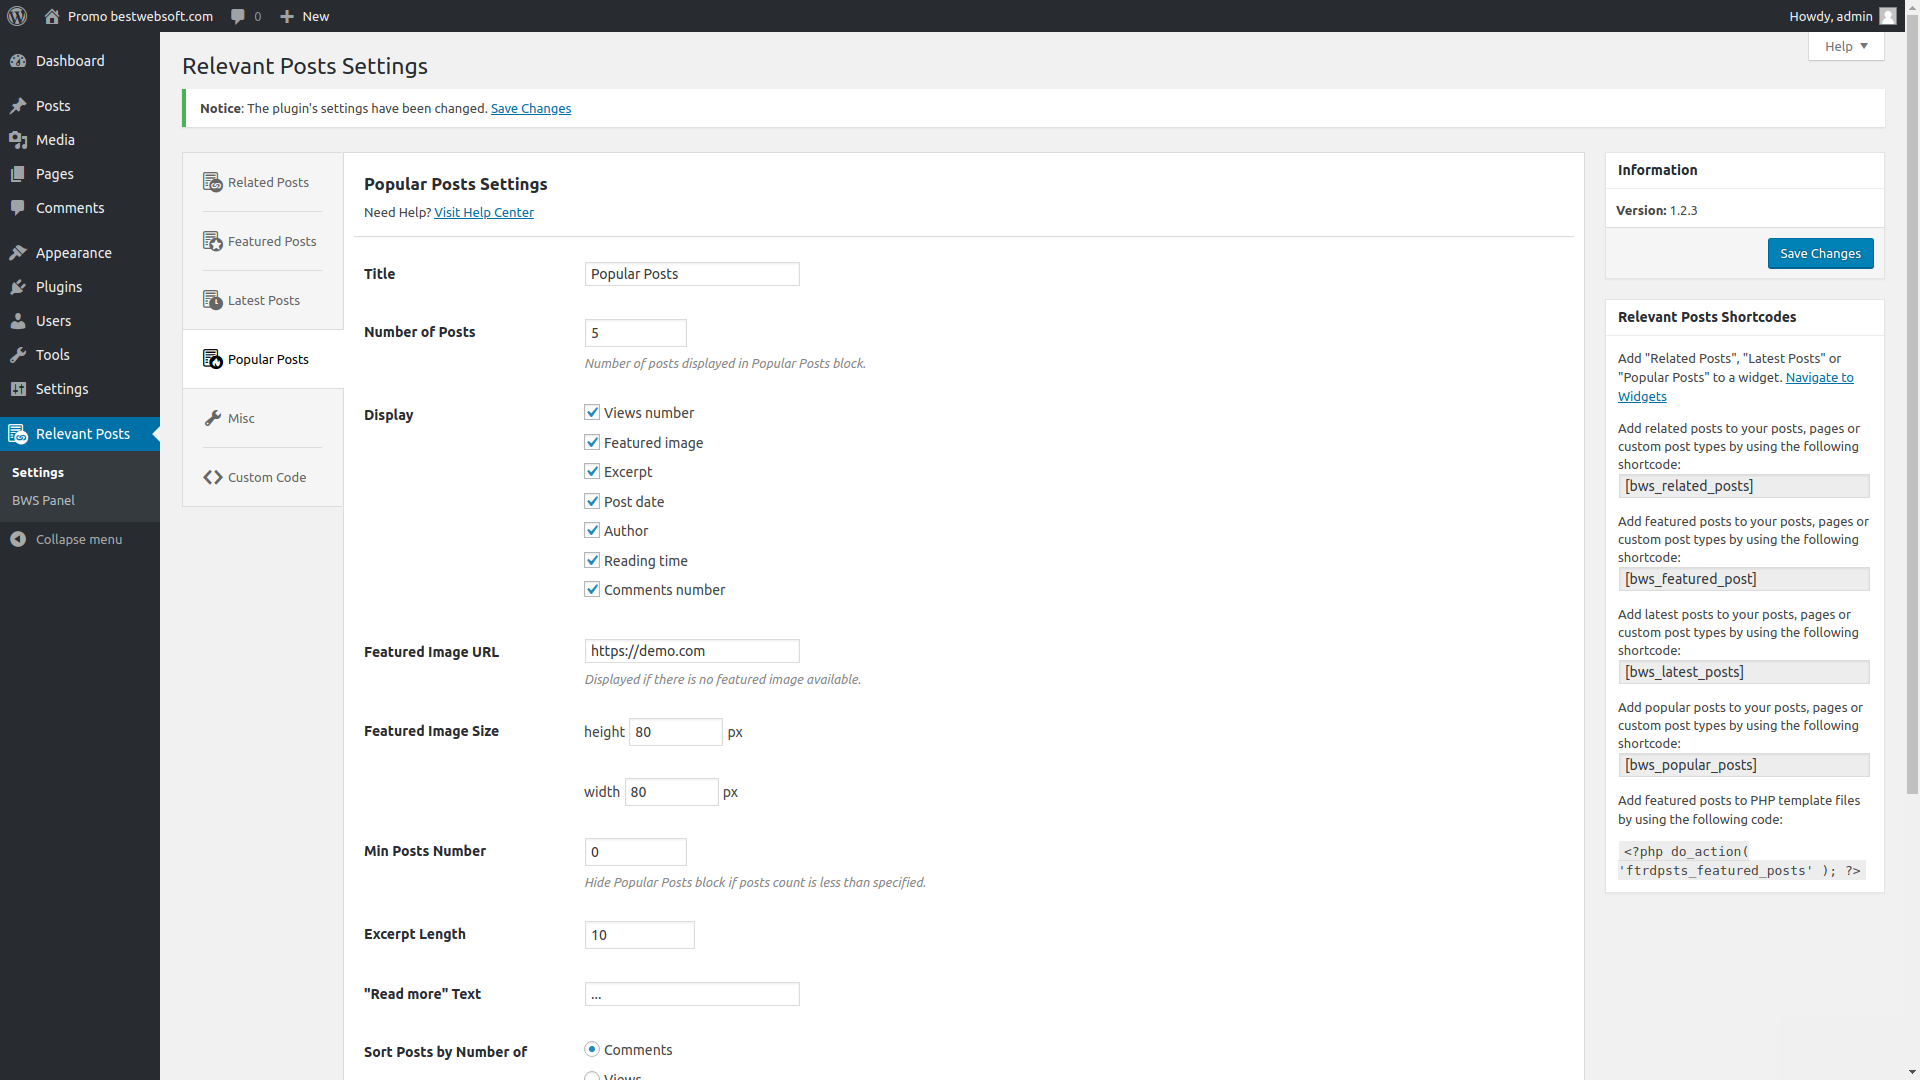 Promo bestwebsoft.com
0
New
Howdy, admin
Dashboard
Posts
Media
Pages
Comments
Appearance
Plugins
Users
Tools
Settings
Relevant Posts
Settings
BWS Panel
Collapse menu
Help
Relevant Posts Settings
Notice: The plugin's settings have been changed. Save Changes
Related Posts
Featured Posts
Latest Posts
Popular Posts
Misc
Custom Code
Popular Posts Settings
Need Help? Visit Help Center
Title
Popular Posts
Number of Posts
5
Number of posts displayed in Popular Posts block.
Display
Views number
Featured image
Excerpt
Post date
Author
Reading time
Comments number
Featured Image URL
https://demo.com
Displayed if there is no featured image available.
Featured Image Size
height 80 px
width 80 px
Min Posts Number
0
Hide Popular Posts block if posts count is less than specified.
Excerpt Length
10
"Read more" Text
...
Sort Posts by Number of
Comments
Views
Information
Version: 1.2.3
Save Changes
Relevant Posts Shortcodes
Add "Related Posts", "Latest Posts" or
"Popular Posts" to a widget. Navigate to
Widgets
Add related posts to your posts, pages or
custom post types by using the following
shortcode:
[bws_related_posts]
Add featured posts to your posts, pages or
custom post types by using the following
shortcode:
[bws_featured_post]
Add latest posts to your posts, pages or
custom post types by using the following
shortcode:
[bws_latest_posts]
Add popular posts to your posts, pages or
custom post types by using the following
shortcode:
[bws_popular_posts]
Add featured posts to PHP template files
by using the following code:
<?php do_action(
'ftrdpsts_featured_posts' ); ?>